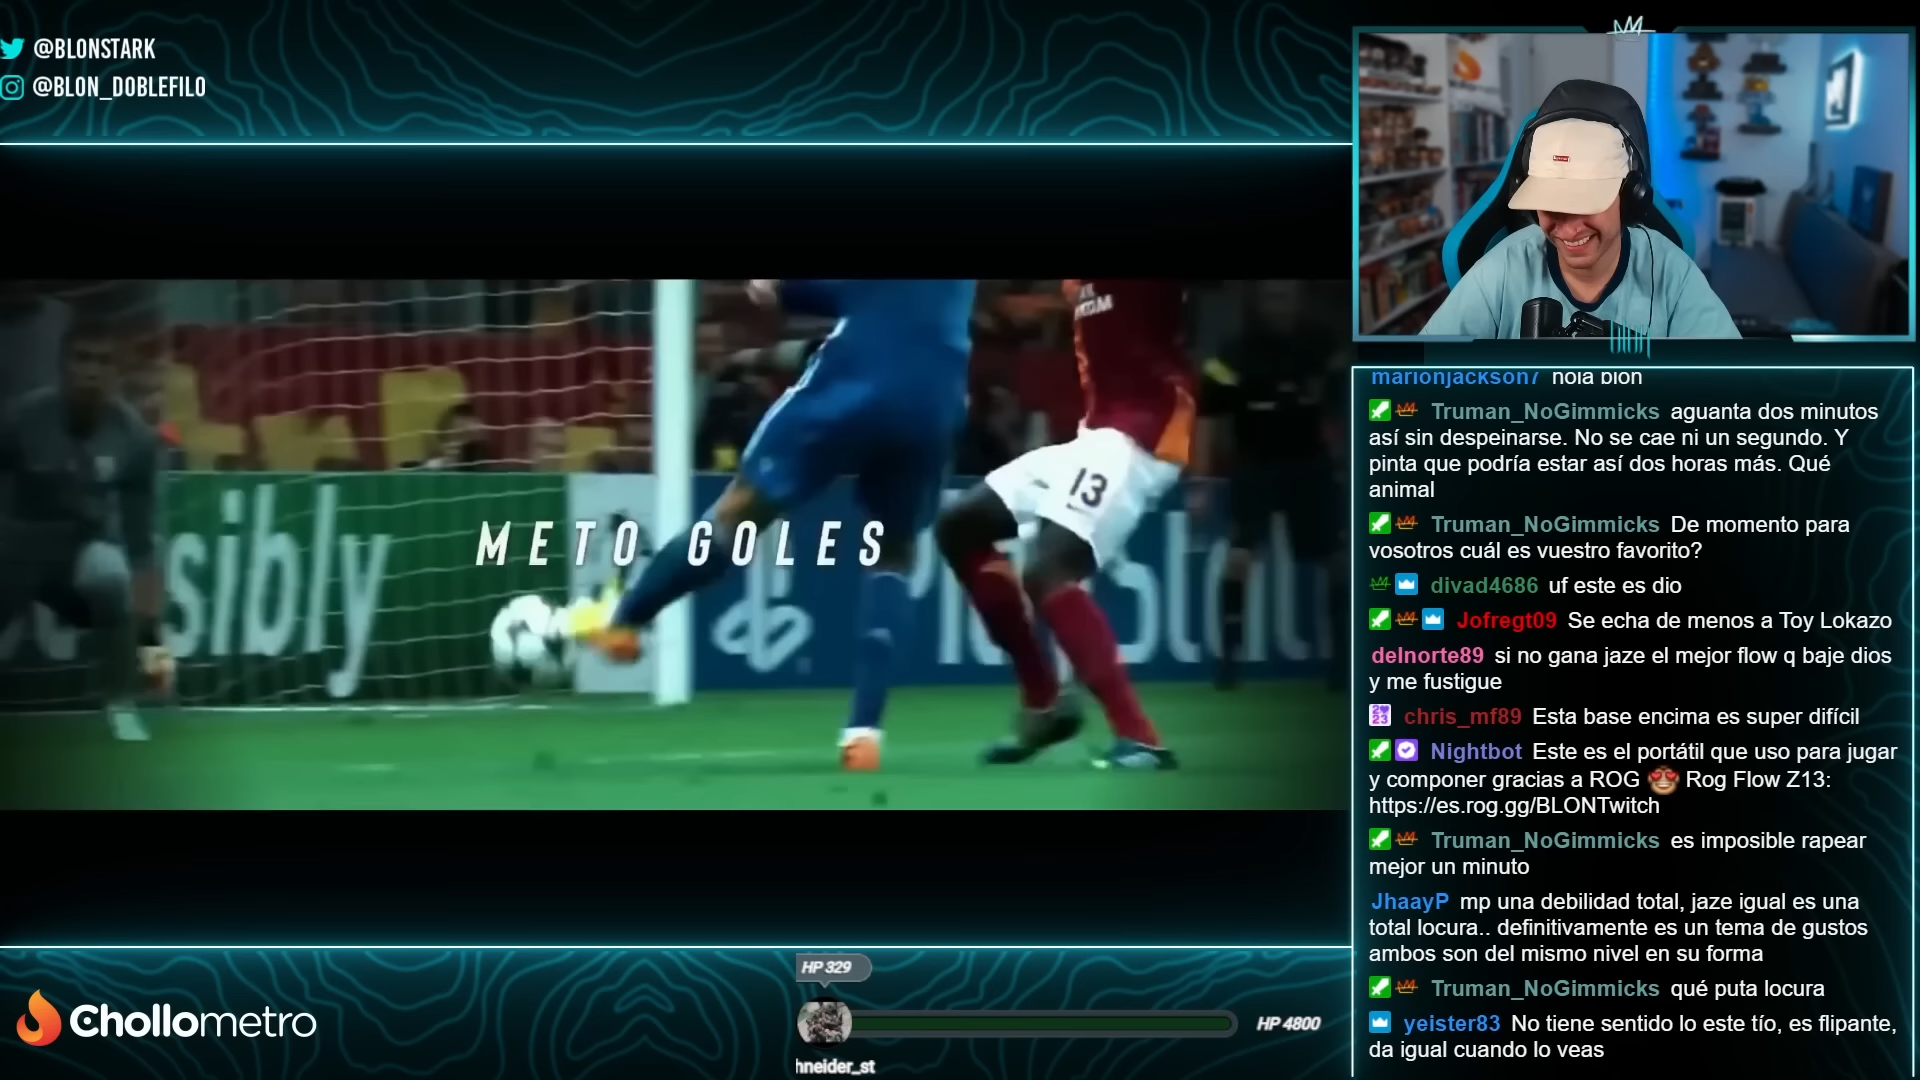 @BLONSTARK
@BLON_DOBLEFILO
sibly
METO GOLES
13
marionjackson7 hola blon
Truman_NoGimmicks aguanta dos minutos
así sin despeinarse. No se cae ni un segundo. Y
pinta que podría estar así dos horas más. Qué
animal
Truman_NoGimmicks De momento para
vosotros cuál es vuestro favorito?
divad4686 uf este es dio
Jofregt09 Se echa de menos a Toy Lokazo
delnorte89 si no gana jaze el mejor flow q baje dios
y me fustigue
chris_mf89 Esta base encima es super difícil
Nightbot Este es el portátil que uso para jugar
y componer gracias a ROG Rog Flow Z13:
https://es.rog.gg/BLONTwitch
Truman_NoGimmicks es imposible rapear
mejor un minuto
JhaayP mp una debilidad total, jaze igual es una
total locura.. definitivamente es un tema de gustos
ambos son del mismo nivel en su forma
Truman_NoGimmicks qué puta locura
yeister83 No tiene sentido lo este tío, es flipante,
da igual cuando lo veas
Chollometro
HP 329
HP 4800
hneider_st